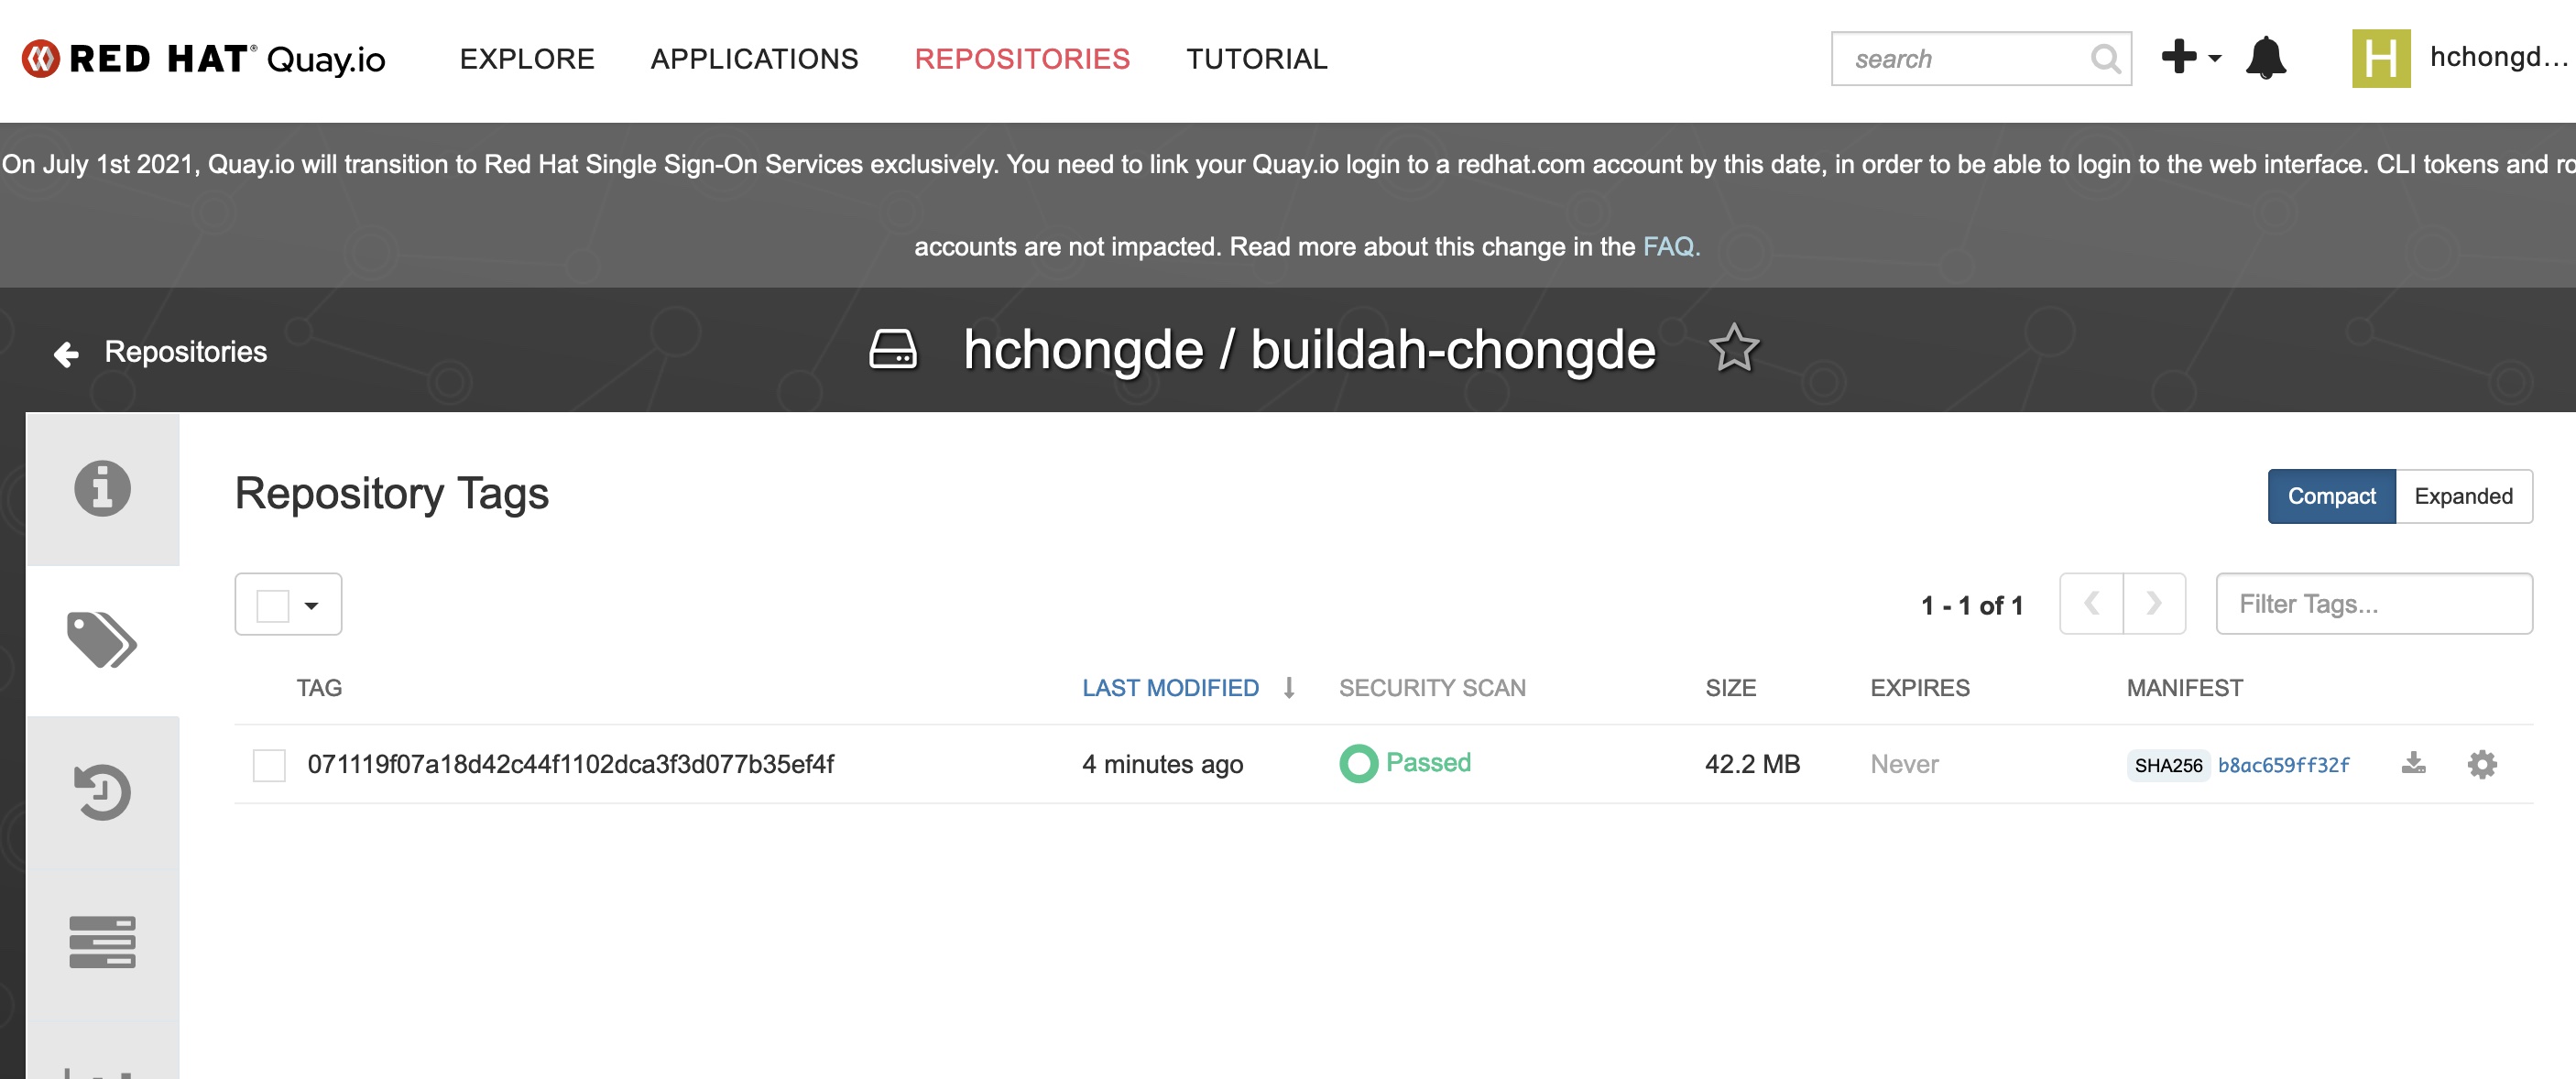 RED HAT® Quay.io EXPLORE APPLICATIONS REPOSITORIES TUTORIAL search H hchongd...
On July 1st 2021, Quay.io will transition to Red Hat Single Sign-On Services exclusively. You need to link your Quay.io login to a redhat.com account by this date, in order to be able to login to the web interface. CLI tokens and ro
accounts are not impacted. Read more about this change in the FAQ.
Repositories hchongde / buildah-chongde
Repository Tags Compact Expanded
1 - 1 of 1 Filter Tags...
TAG LAST MODIFIED SECURITY SCAN SIZE EXPIRES MANIFEST
071119f07a18d42c44f1102dca3f3d077b35ef4f 4 minutes ago Passed 42.2 MB Never SHA256 b8ac659ff32f